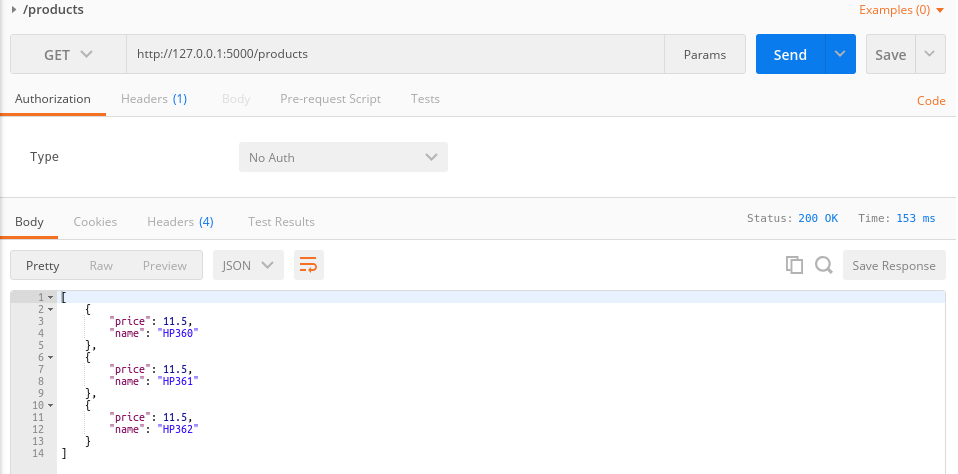 /products
Examples (0)
GET http://127.0.0.1:5000/products Params Send Save
Authorization Headers (1) Body Pre-request Script Tests Code
Type No Auth
Body Cookies Headers (4) Test Results Status: 200 OK Time: 153 ms
Pretty Raw Preview JSON Save Response
1 [
2 {
3 "price": 11.5,
4 "name": "HP360"
5 },
6 {
7 "price": 11.5,
8 "name": "HP361"
9 },
10 {
11 "price": 11.5,
12 "name": "HP362"
13 }
14 ]